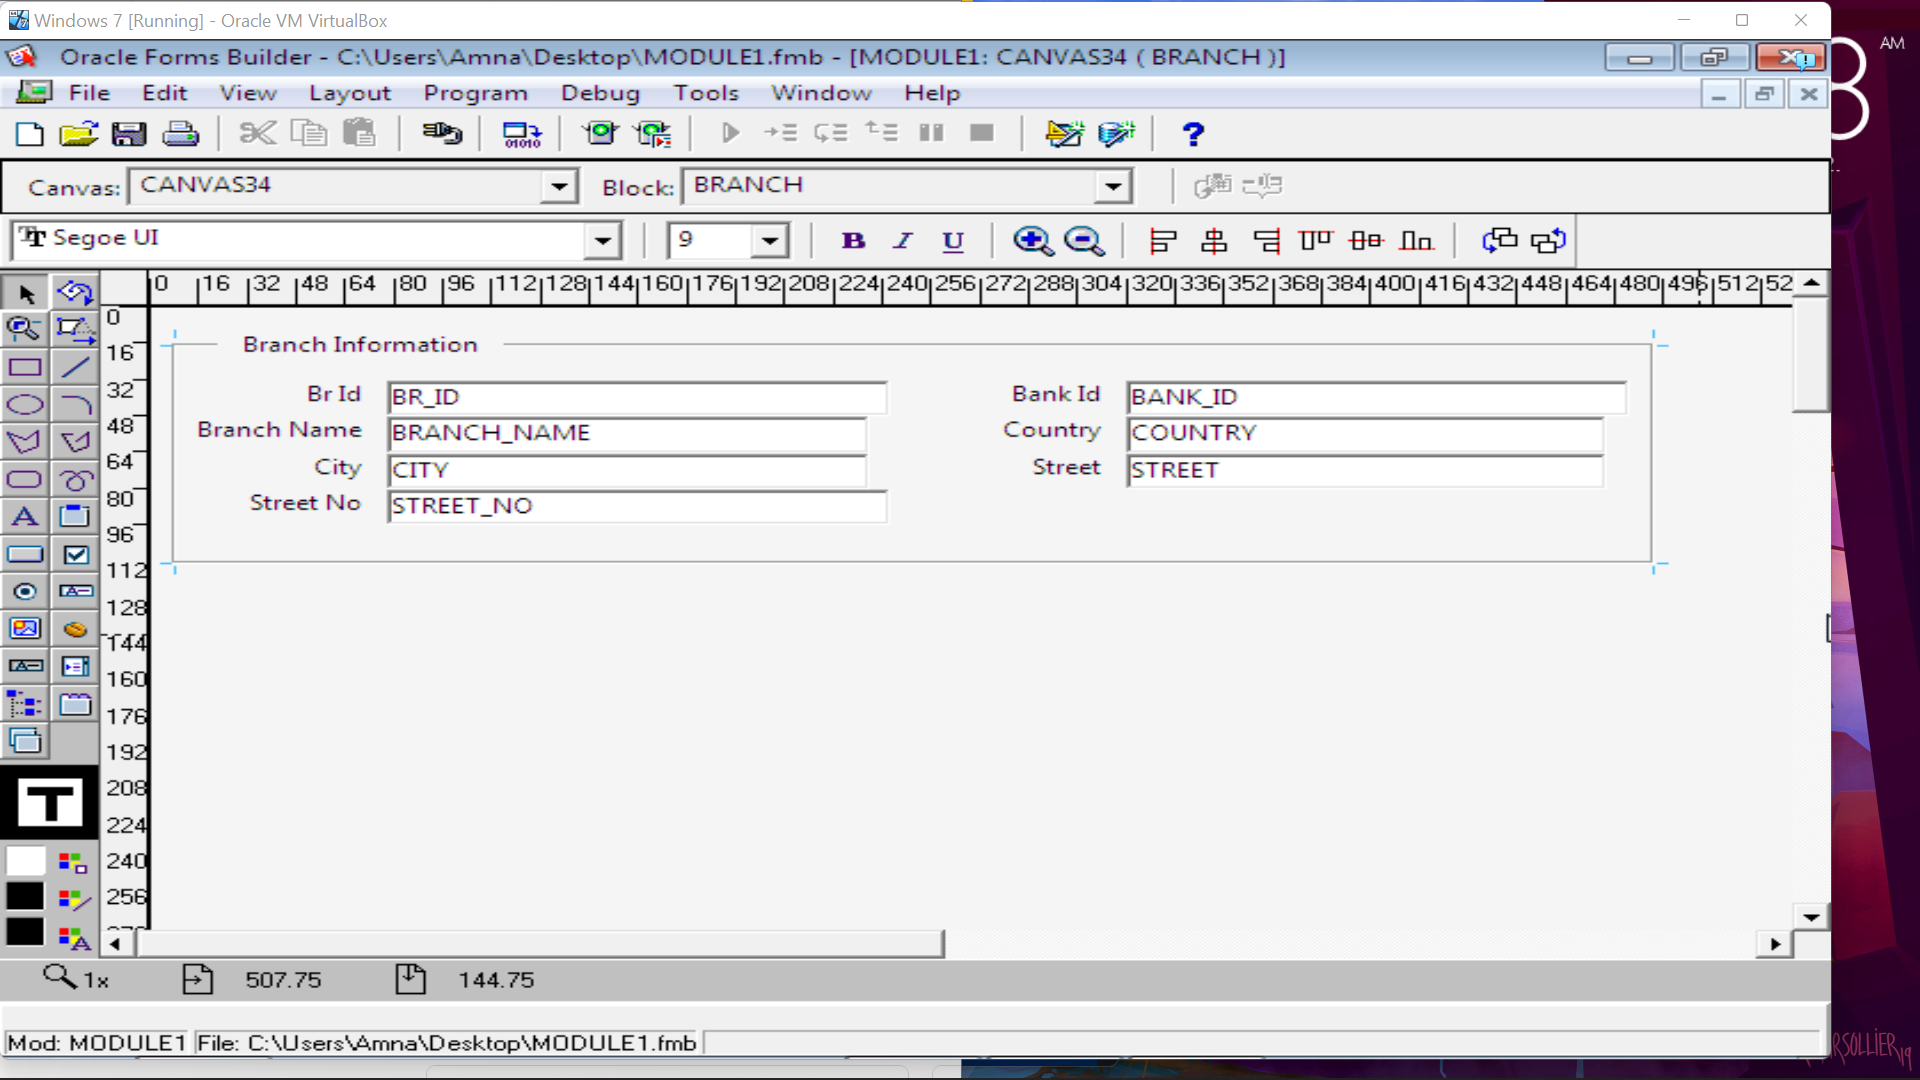 Windows 7 [Running] - Oracle VM VirtualBox
AM
Oracle Forms Builder - C:\Users\Amna\Desktop\MODULE1.fmb - [MODULE1: CANVAS34 ( BRANCH )]
File Edit View Layout Program Debug Tools Window Help
Canvas: CANVAS34 Block: BRANCH
Segoe UI 9 B I U
0 16 32 48 64 80 96 112 128 144 160 176 192 208 224 240 256 272 288 304 320 336 352 368 384 400 416 432 448 464 480 496 512 52
0
16
32
48
64
80
96
112
128
144
160
176
192
208
224
240
256
Branch Information
Br Id BR_ID Bank Id BANK_ID
Branch Name BRANCH_NAME Country COUNTRY
City CITY Street STREET
Street No STREET_NO
T
1x 507.75 144.75
Mod: MODULE1 File: C:\Users\Amna\Desktop\MODULE1.fmb